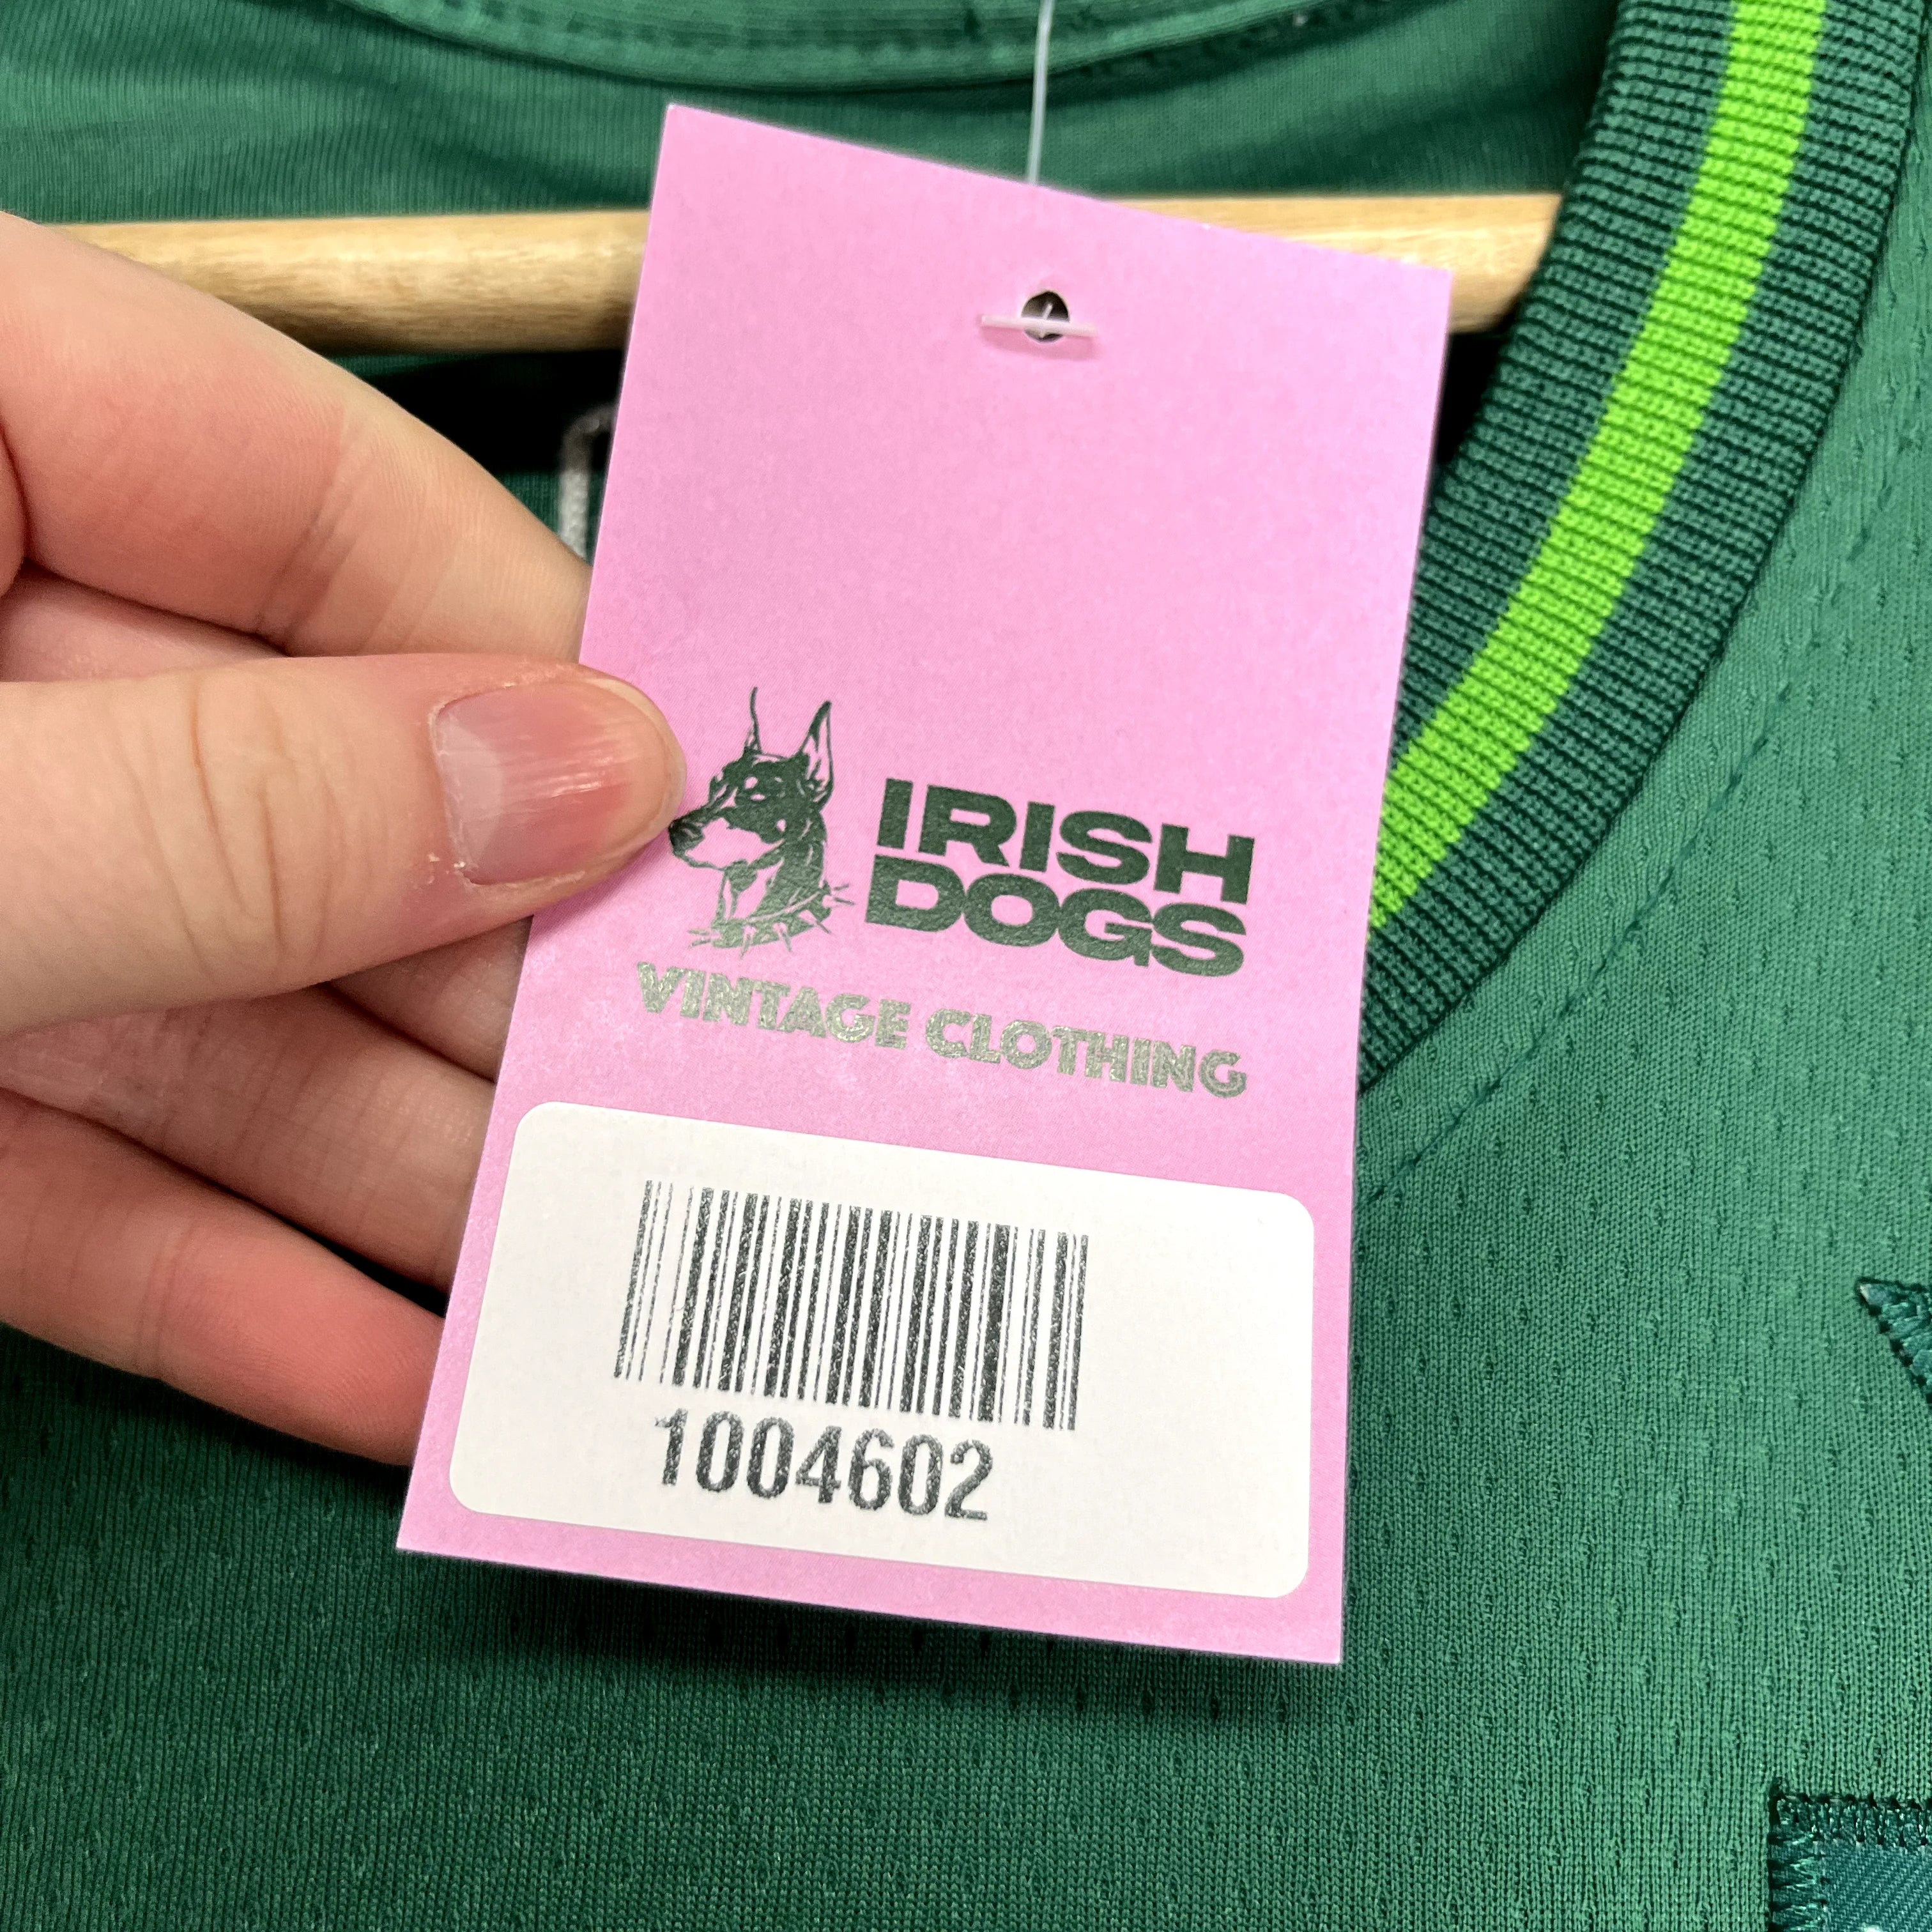 IRISH
DOGS
VINTAGE CLOTHING
1004602